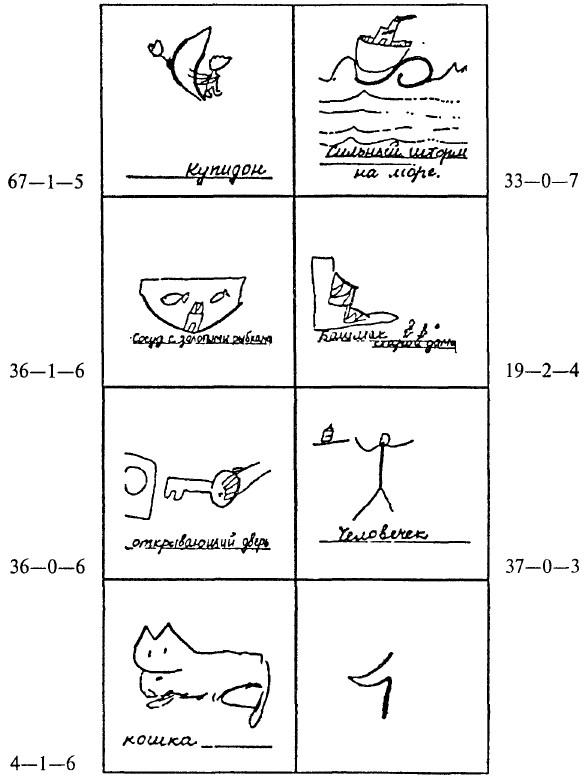 Купидон
Сильный шторм
на море.
67—1—5
33—0—7
Сосуд с золотыми рыбками
Башмак
старой дамы
36—1—6
19—2—4
открывающий дверь
Человечек
36—0—6
37—0—3
кошка
4—1—6